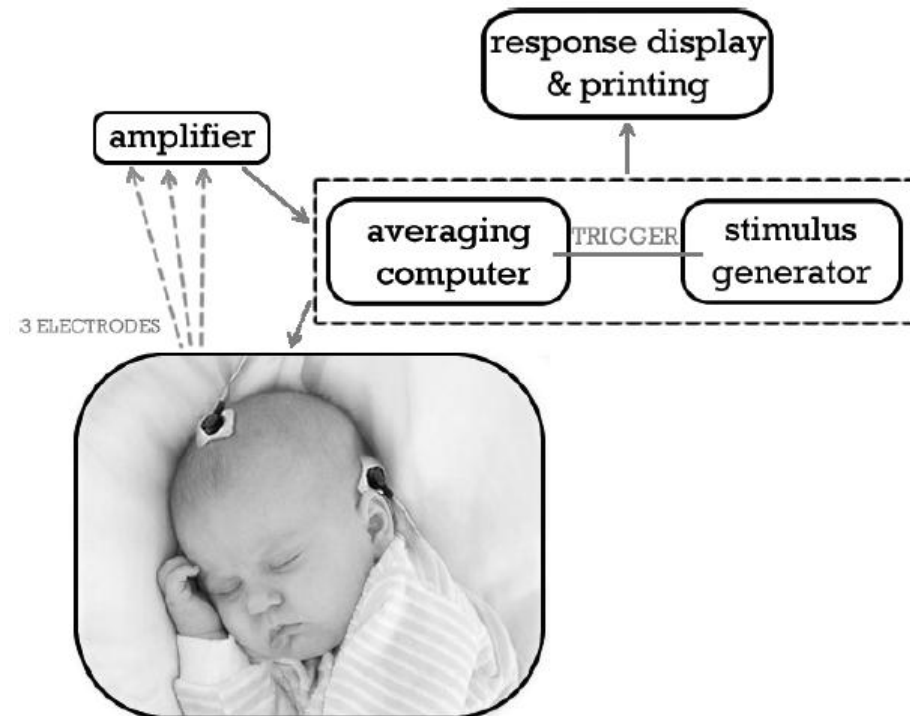 response display
& printing
amplifier
averaging
computer
TRIGGER
stimulus
generator
3 ELECTRODES